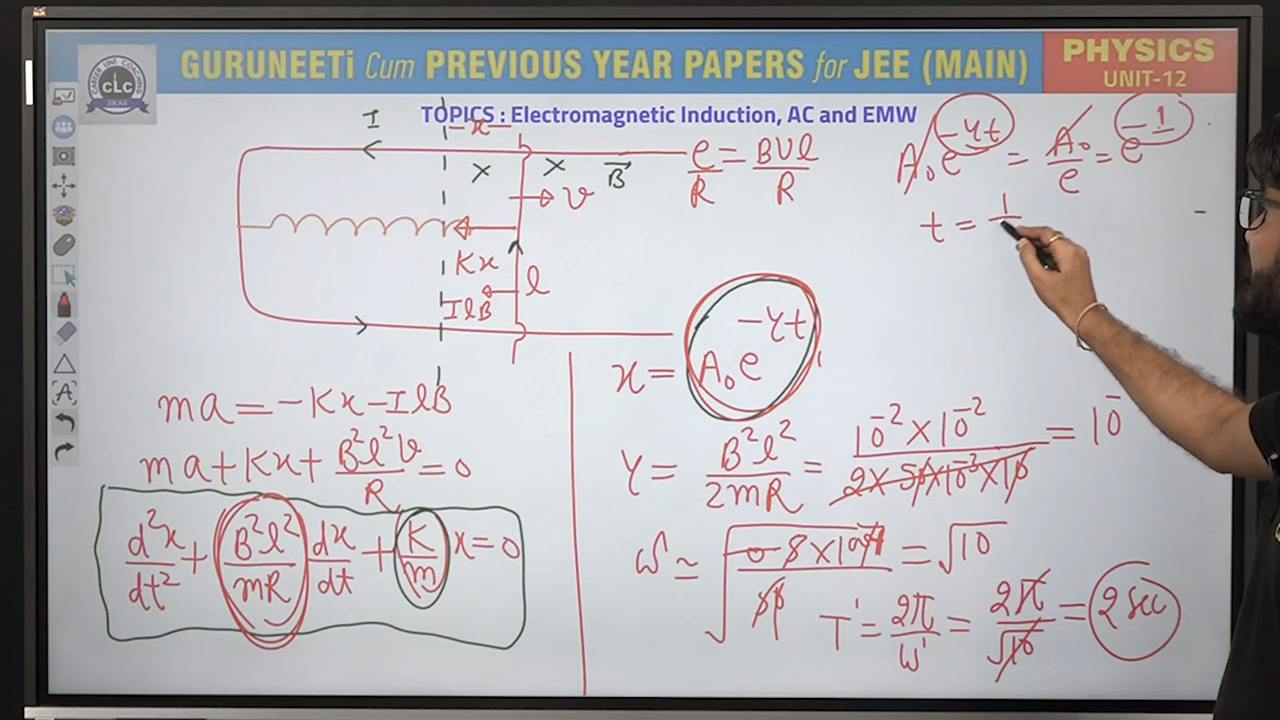 GURUNEETi Cum PREVIOUS YEAR PAPERS for JEE (MAIN)
PHYSICS
UNIT-12
CLC
SIKAR
TOPICS : Electromagnetic Induction, AC and EMW
I
-x-
x x B⃗
v
Kx
IlB
l
e/R = BVl/R
A₀e^(-γt) = A₀/e = e^(-1)
t = 1
x = A₀e^(-γt)
ma = -Kx - IlB
ma + Kx + B²l²v/R = 0
d²x/dt² + B²l²/mR dx/dt + K/m x = 0
γ = B²l²/2mR = 10⁻² × 10⁻² / 2 × 50 × 10⁻³ × 10 = 10⁻
ω' ≃ √ = √10
T' = 2π/ω' = 2π/√10 = 2 sec